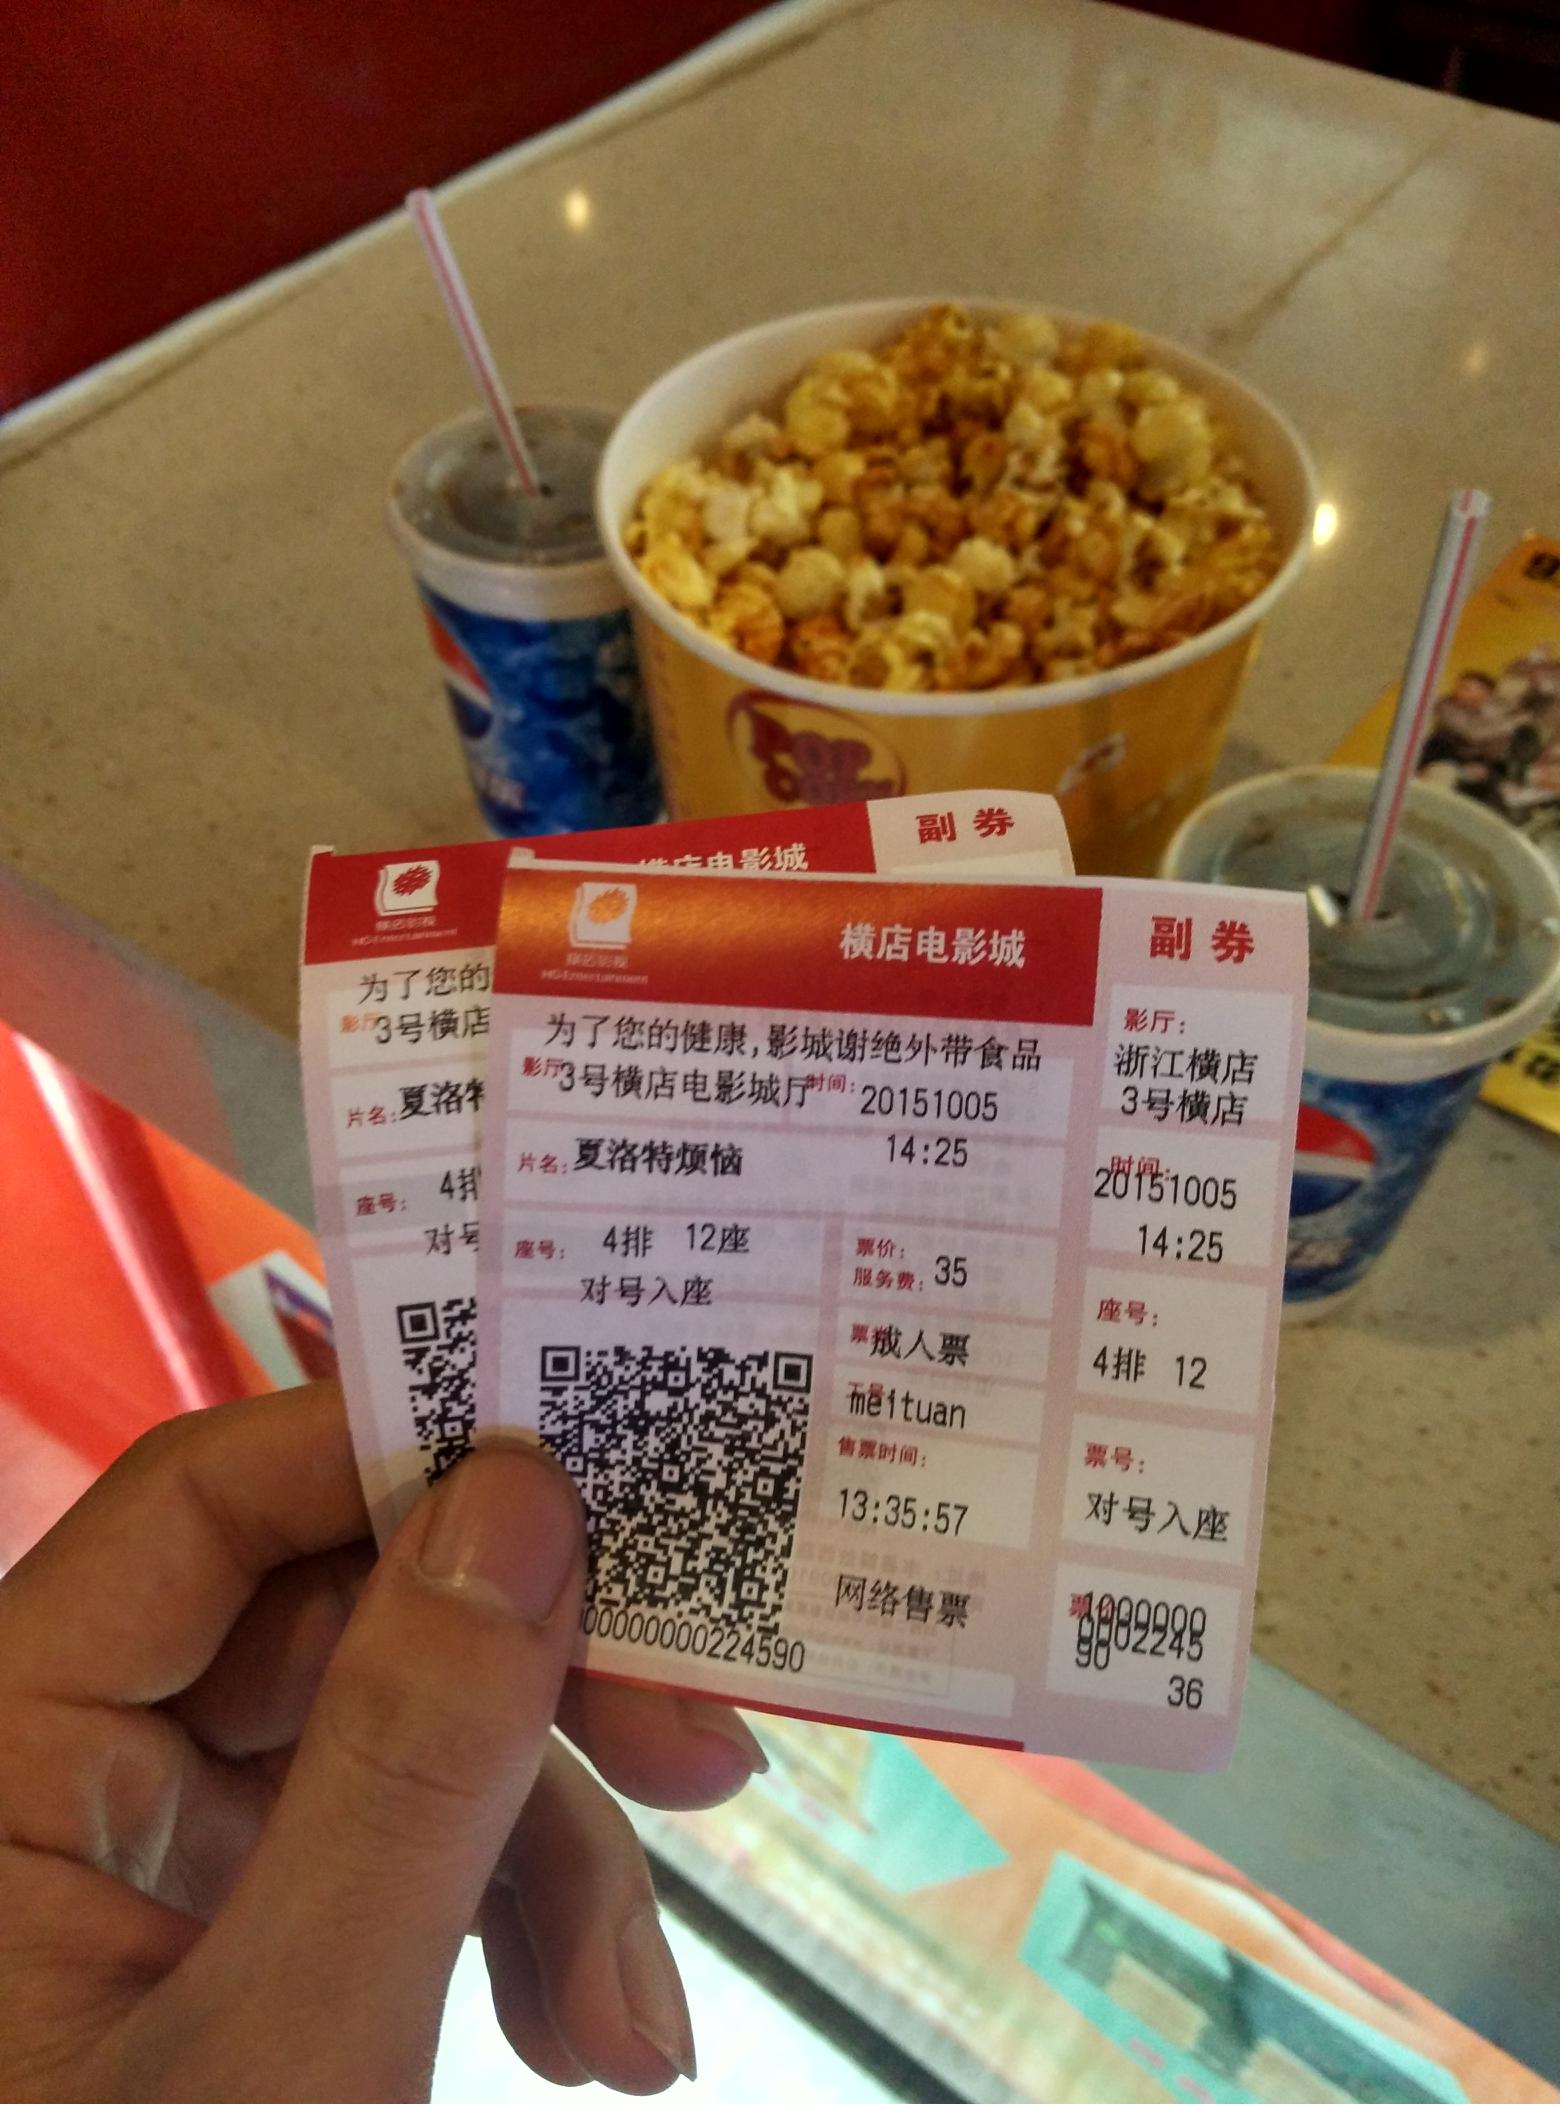 副券
横店电影城
横店影视
HG Entertainment
为了您的
影厅 3号横店
片名: 夏洛特
座号: 4排
对号
横店影视
HG Entertainment
横店电影城
为了您的健康,影城谢绝外带食品
影厅 3号横店电影城厅 时间: 20151005
14:25
片名: 夏洛特烦恼
座号: 4排 12座
对号入座
票价:
服务费: 35
成人票
meituan
售票时间:
13:35:57
网络售票
000000000224590
副券
影厅:
浙江横店
3号横店
时间:
20151005
14:25
座号:
4排 12
票号:
对号入座
票价
1000000
0002245
90
36